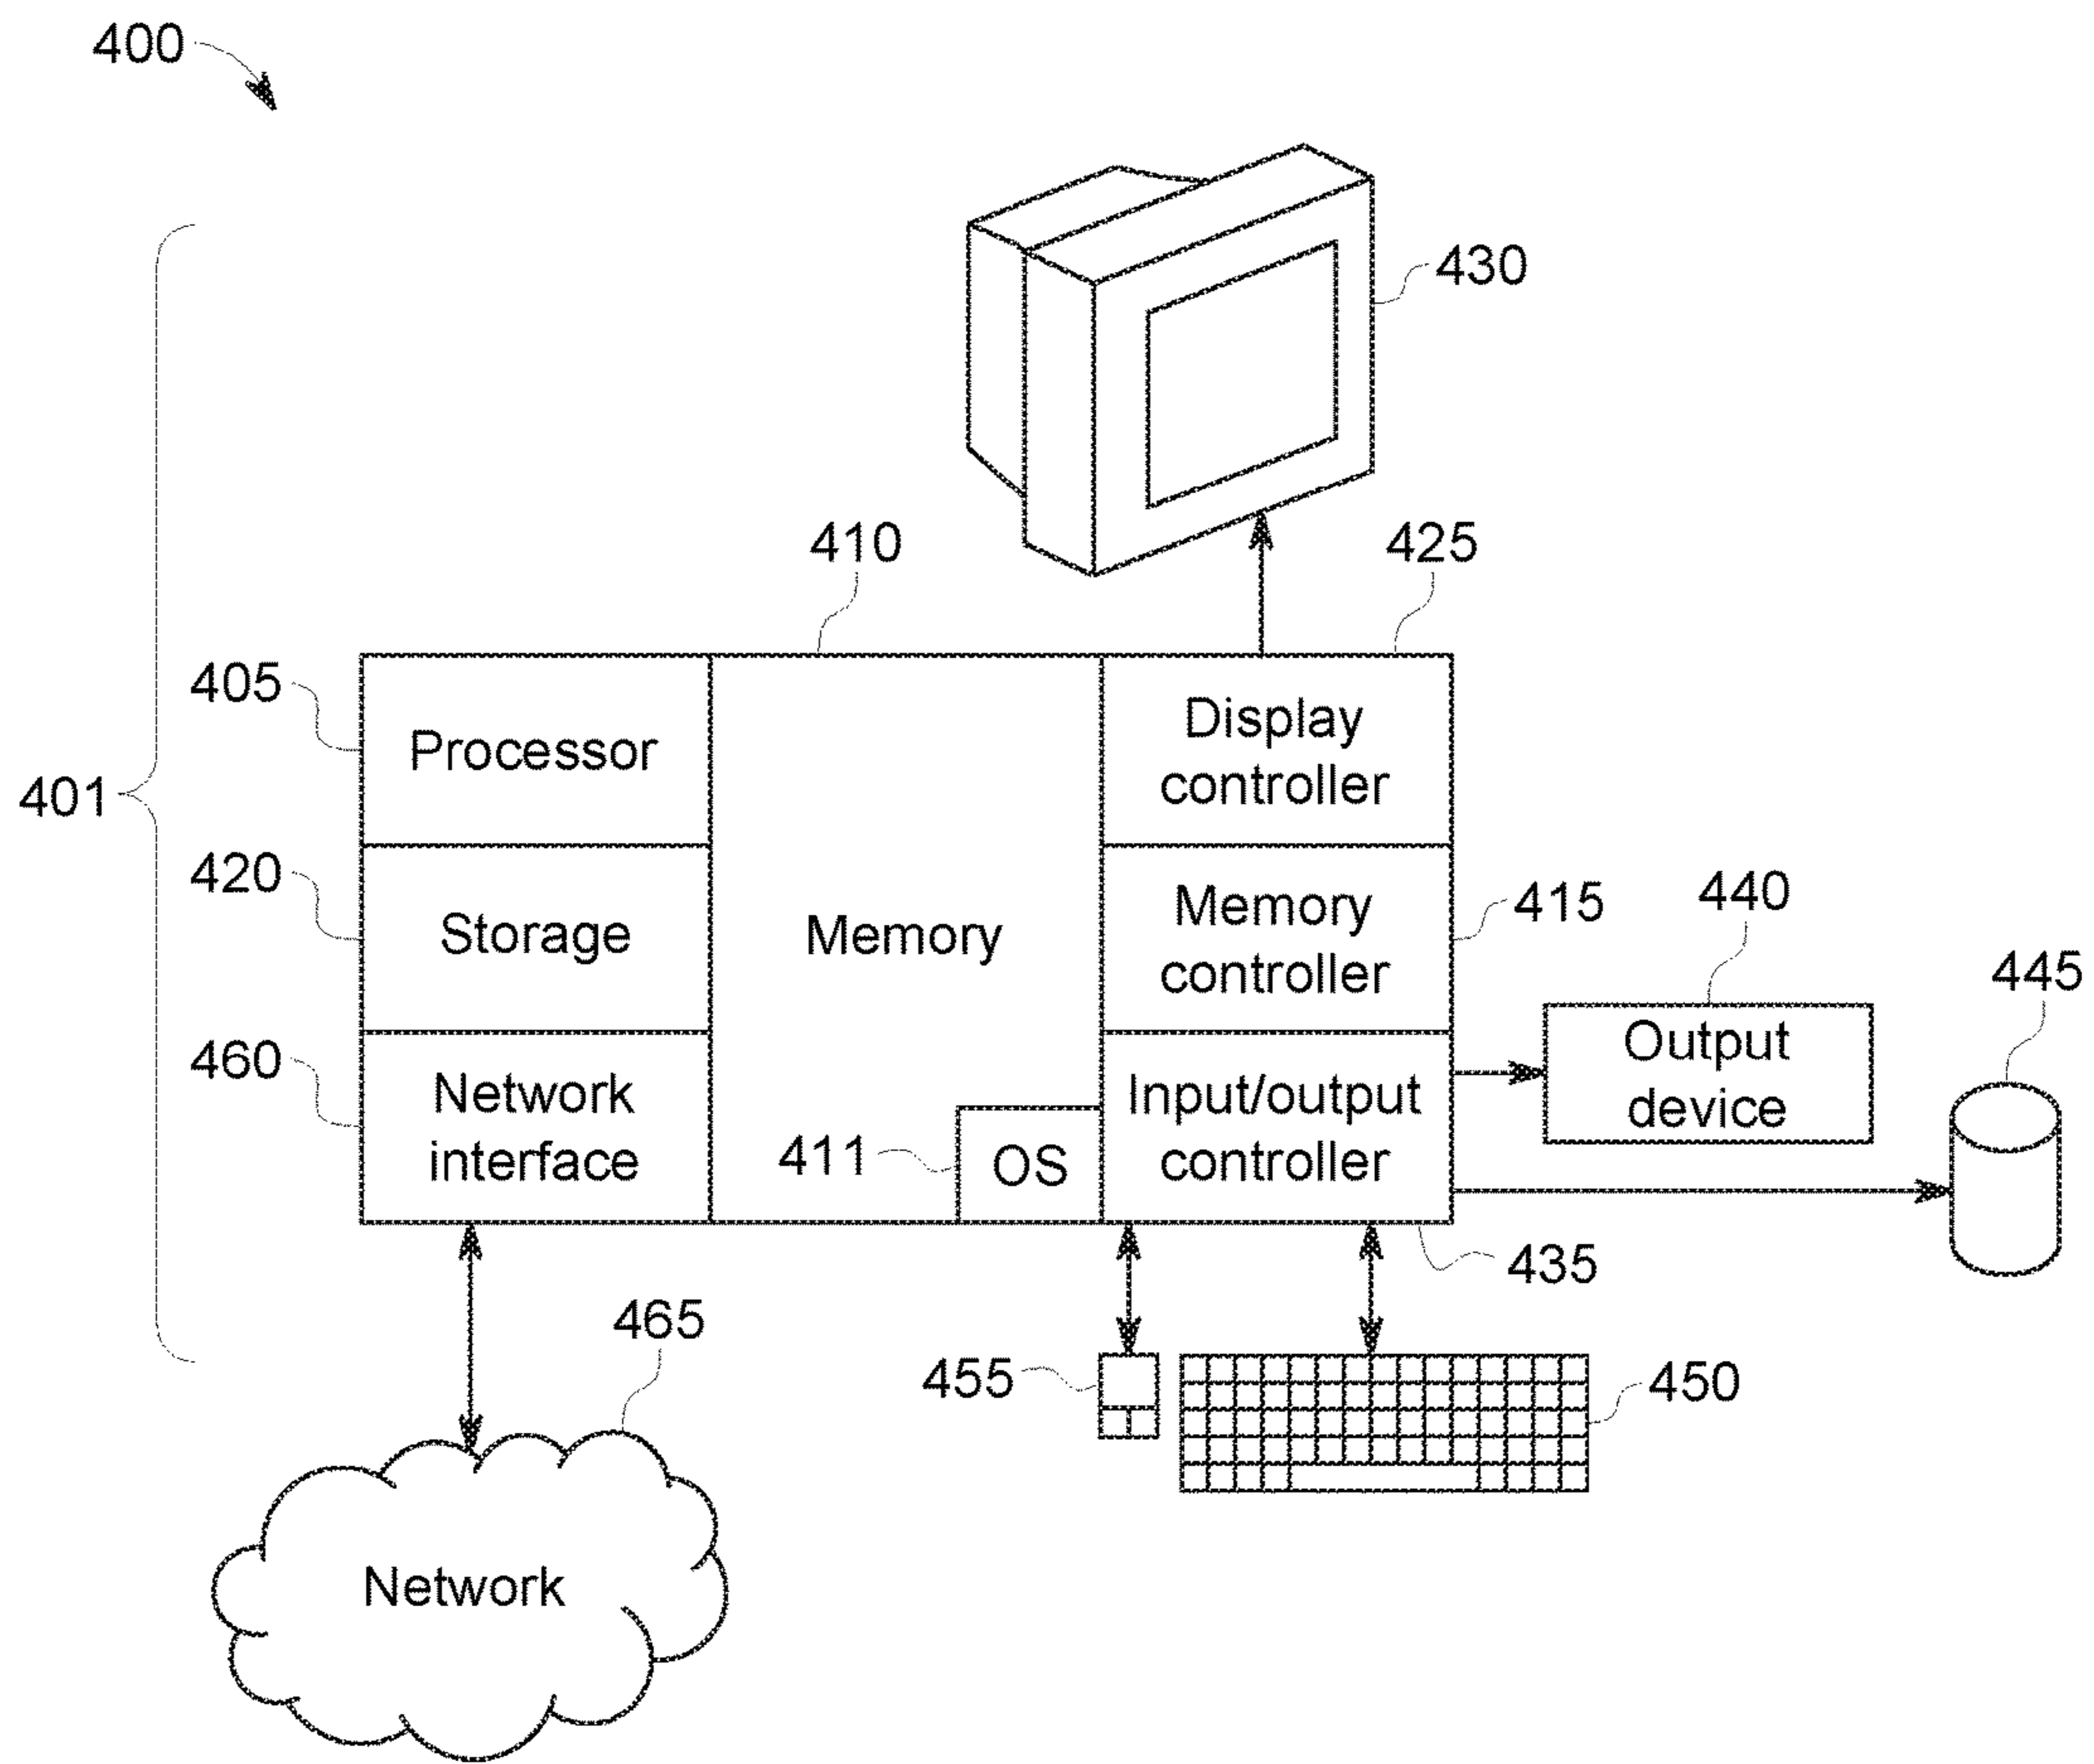 400
430
410
425
405
Processor
Display
controller
401
420
Storage
Memory
Memory
controller
415
440
445
Output
device
460
Network
interface
411
OS
Input/output
controller
435
465
455
450
Network